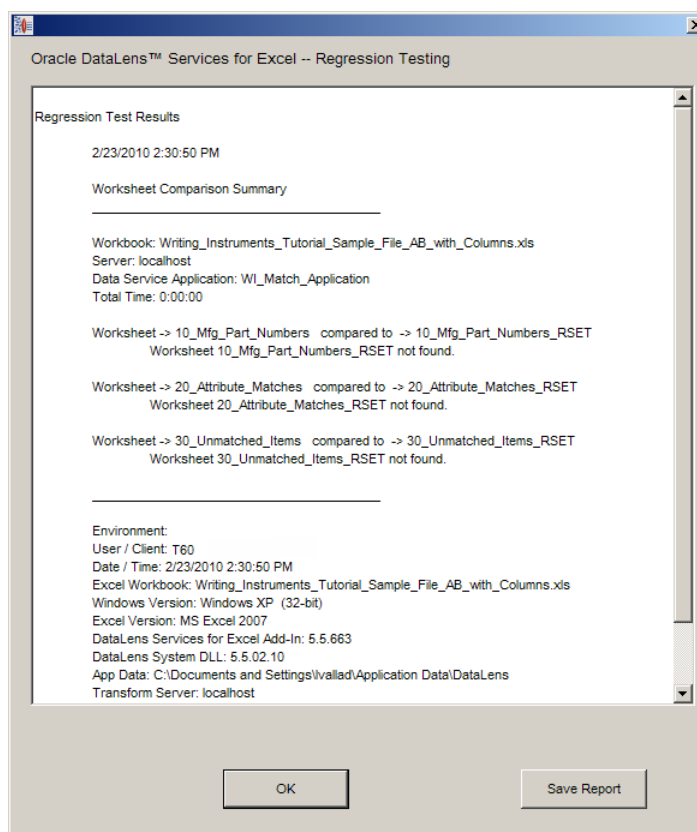 Oracle DataLens™ Services for Excel -- Regression Testing
Regression Test Results
2/23/2010 2:30:50 PM
Worksheet Comparison Summary
Workbook: Writing_Instruments_Tutorial_Sample_File_AB_with_Columns.xls
Server: localhost
Data Service Application: WI_Match_Application
Total Time: 0:00:00
Worksheet -> 10_Mfg_Part_Numbers compared to -> 10_Mfg_Part_Numbers_RSET
Worksheet 10_Mfg_Part_Numbers_RSET not found.
Worksheet -> 20_Attribute_Matches compared to -> 20_Attribute_Matches_RSET
Worksheet 20_Attribute_Matches_RSET not found.
Worksheet -> 30_Unmatched_Items compared to -> 30_Unmatched_Items_RSET
Worksheet 30_Unmatched_Items_RSET not found.
Environment:
User / Client: T60
Date / Time: 2/23/2010 2:30:50 PM
Excel Workbook: Writing_Instruments_Tutorial_Sample_File_AB_with_Columns.xls
Windows Version: Windows XP (32-bit)
Excel Version: MS Excel 2007
DataLens Services for Excel Add-In: 5.5.663
DataLens System DLL: 5.5.02.10
App Data: C:\Documents and Settings\lvallad\Application Data\DataLens
Transform Server: localhost
OK
Save Report